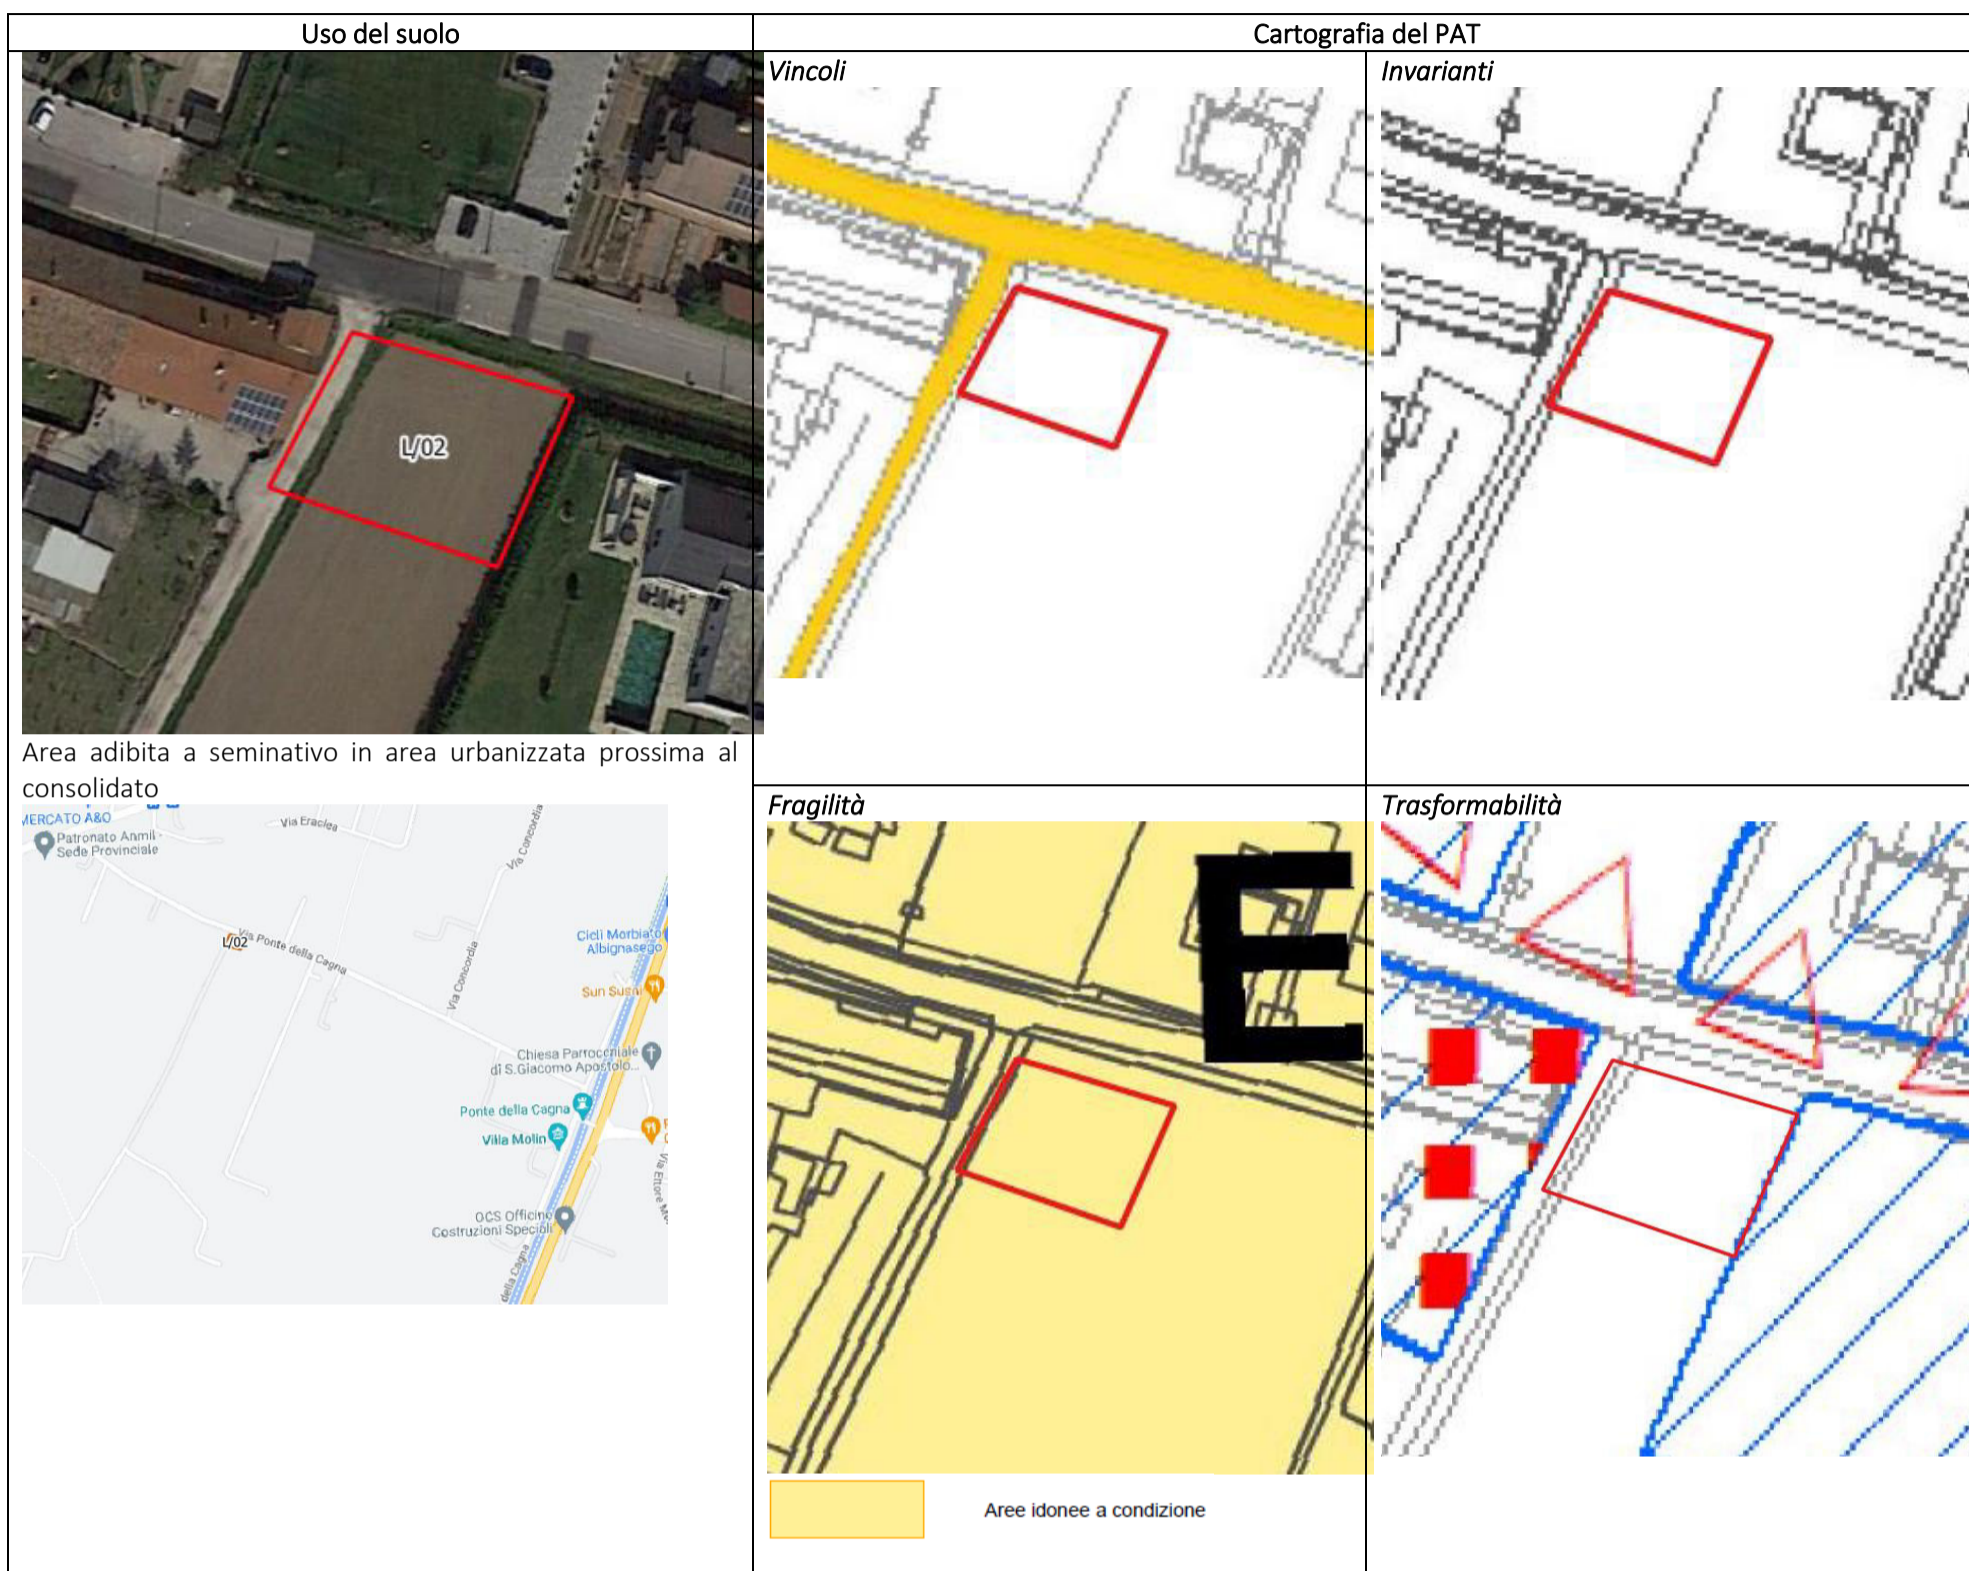 Uso del suolo
Cartografia del PAT
Vincoli
Invarianti
L/02
Area adibita a seminativo in area urbanizzata prossima al
consolidato
MERCATO A&O
Patronato Anmil -
Sede Provinciale
Via Eraclea
Via Concordia
L/02
Via Ponte della Cagna
Via Concordia
Cicli Morbiato
Albignasego
Sun Sushi
Chiesa Parrocchiale
di S.Giacomo Apostolo...
Ponte della Cagna
Villa Molin
OCS Officine
Costruzioni Speciali
della Cagna
Via Ettore
Fragilità
E
Aree idonee a condizione
Trasformabilità